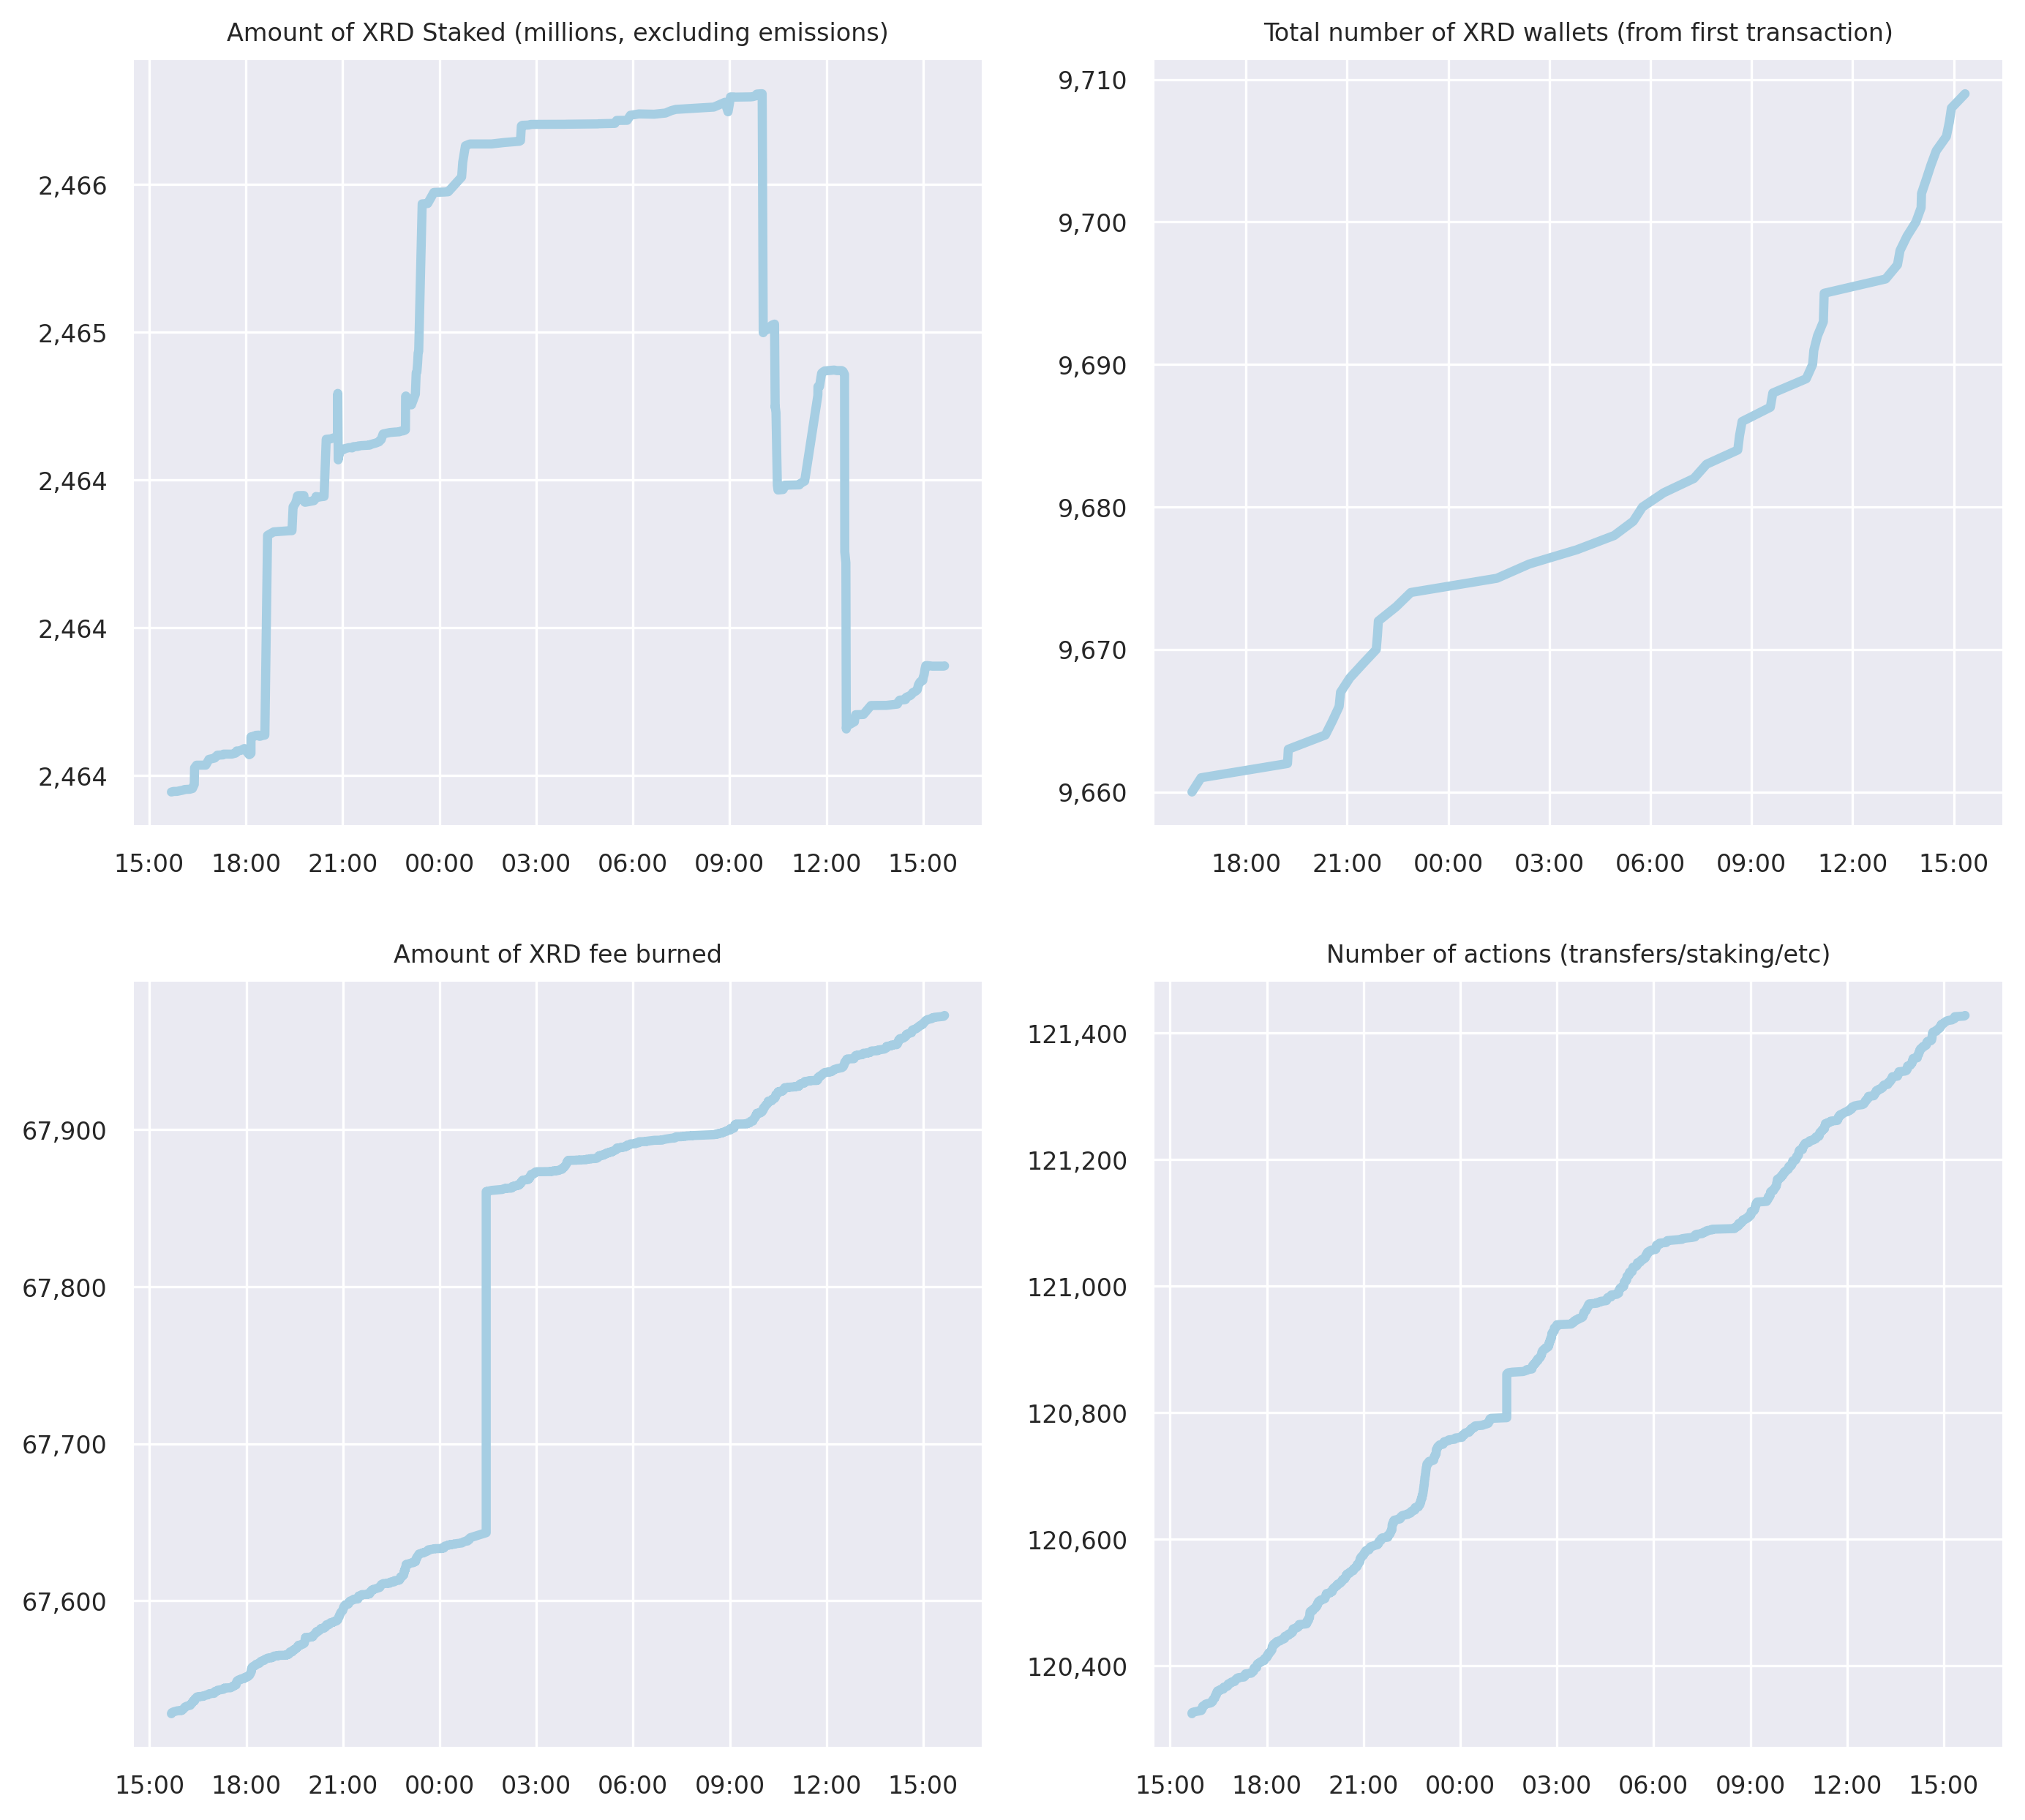 Amount of XRD Staked (millions, excluding emissions)
2,466
2,465
2,464
2,464
2,464
15:00 18:00 21:00 00:00 03:00 06:00 09:00 12:00 15:00
Total number of XRD wallets (from first transaction)
9,710
9,700
9,690
9,680
9,670
9,660
18:00 21:00 00:00 03:00 06:00 09:00 12:00 15:00
Amount of XRD fee burned
67,900
67,800
67,700
67,600
15:00 18:00 21:00 00:00 03:00 06:00 09:00 12:00 15:00
Number of actions (transfers/staking/etc)
121,400
121,200
121,000
120,800
120,600
120,400
15:00 18:00 21:00 00:00 03:00 06:00 09:00 12:00 15:00